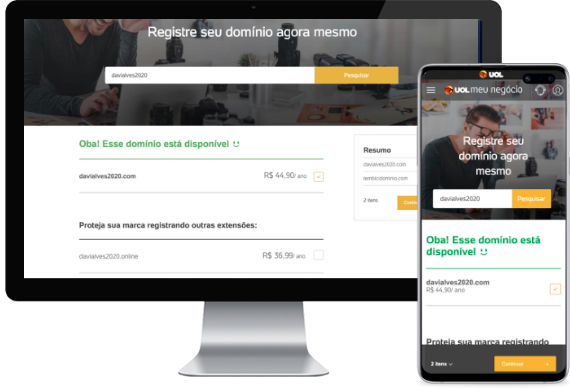 Registre seu domínio agora mesmo
davialves2020
Pesquisar
Oba! Esse domínio está disponível
davialves2020.com
R$ 44,90/ ano
Proteja sua marca registrando outras extensões:
davialves2020.online
R$ 36,99/ ano
Resumo
davialves2020.com
2 itens
UOL
UOL meu negócio
Registre seu
domínio agora
mesmo
davialves2020
Pesquisar
Oba! Esse domínio está
disponível
davialves2020.com
R$ 44,90/ ano
Proteja sua marca registrando
2 itens
Continuar